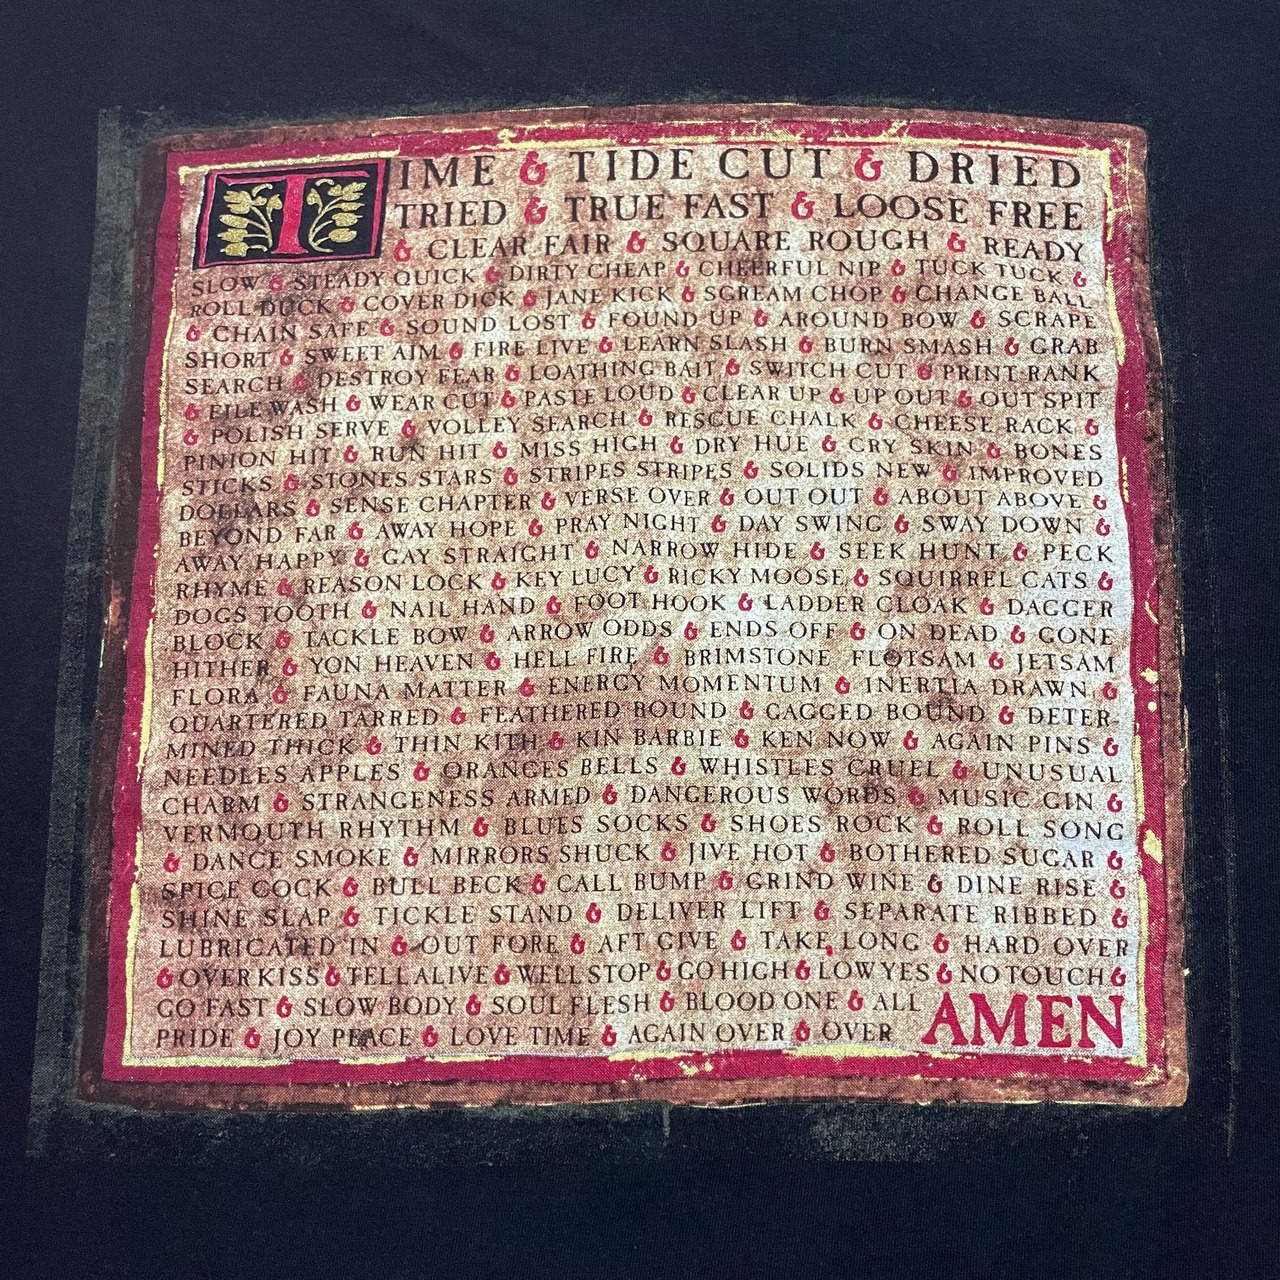 TIME & TIDE CUT & DRIED
TRIED & TRUE FAST & LOOSE FREE
& CLEAR FAIR & SQUARE ROUGH & READY
SLOW & STEADY QUICK & DIRTY CHEAP & CHEERFUL NIP & TUCK TUCK &
ROLL DUCK & COVER DICK & JANE KICK & SCREAM CHOP & CHANGE BALL
& CHAIN SAFE & SOUND LOST & FOUND UP & AROUND BOW & SCRAPE
SHORT & SWEET AIM & FIRE LIVE & LEARN SLASH & BURN SMASH & GRAB
SEARCH & DESTROY FEAR & LOATHING BAIT & SWITCH CUT & PRINT RANK
& FILE WASH & WEAR CUT & PASTE LOUD & CLEAR UP & UP OUT & OUT SPIT
& POLISH SERVE & VOLLEY SEARCH & RESCUE CHALK & CHEESE RACK &
PINION HIT & RUN HIT & MISS HIGH & DRY HUE & CRY SKIN & BONES
STICKS & STONES STARS & STRIPES STRIPES & SOLIDS NEW & IMPROVED
DOLLARS & SENSE CHAPTER & VERSE OVER & OUT OUT & ABOUT ABOVE &
BEYOND FAR & AWAY HOPE & PRAY NIGHT & DAY SWING & SWAY DOWN &
AWAY HAPPY & GAY STRAIGHT & NARROW HIDE & SEEK HUNT & PECK
RHYME & REASON LOCK & KEY LUCY & RICKY MOOSE & SQUIRREL CATS &
DOGS TOOTH & NAIL HAND & FOOT HOOK & LADDER CLOAK & DAGGER
BLOCK & TACKLE BOW & ARROW ODDS & ENDS OFF & ON DEAD & GONE
HITHER & YON HEAVEN & HELL FIRE & BRIMSTONE FLOTSAM & JETSAM
FLORA & FAUNA MATTER & ENERGY MOMENTUM & INERTIA DRAWN &
QUARTERED TARRED & FEATHERED BOUND & GAGGED BOUND & DETER-
MINED THICK & THIN KITH & KIN BARBIE & KEN NOW & AGAIN PINS &
NEEDLES APPLES & ORANGES BELLS & WHISTLES CRUEL & UNUSUAL
CHARM & STRANGENESS ARMED & DANGEROUS WORDS & MUSIC GIN &
VERMOUTH RHYTHM & BLUES SOCKS & SHOES ROCK & ROLL SONG
& DANCE SMOKE & MIRRORS SHUCK & JIVE HOT & BOTHERED SUGAR &
SPICE COCK & BULL BECK & CALL BUMP & GRIND WINE & DINE RISE &
SHINE SLAP & TICKLE STAND & DELIVER LIFT & SEPARATE RIBBED &
LUBRICATED IN & OUT FORE & AFT GIVE & TAKE LONG & HARD OVER
& OVER KISS & TELL ALIVE & WELL STOP & GO HIGH & LOW YES & NO TOUCH &
GO FAST & SLOW BODY & SOUL FLESH & BLOOD ONE & ALL
PRIDE & JOY PEACE & LOVE TIME & AGAIN OVER & OVER AMEN